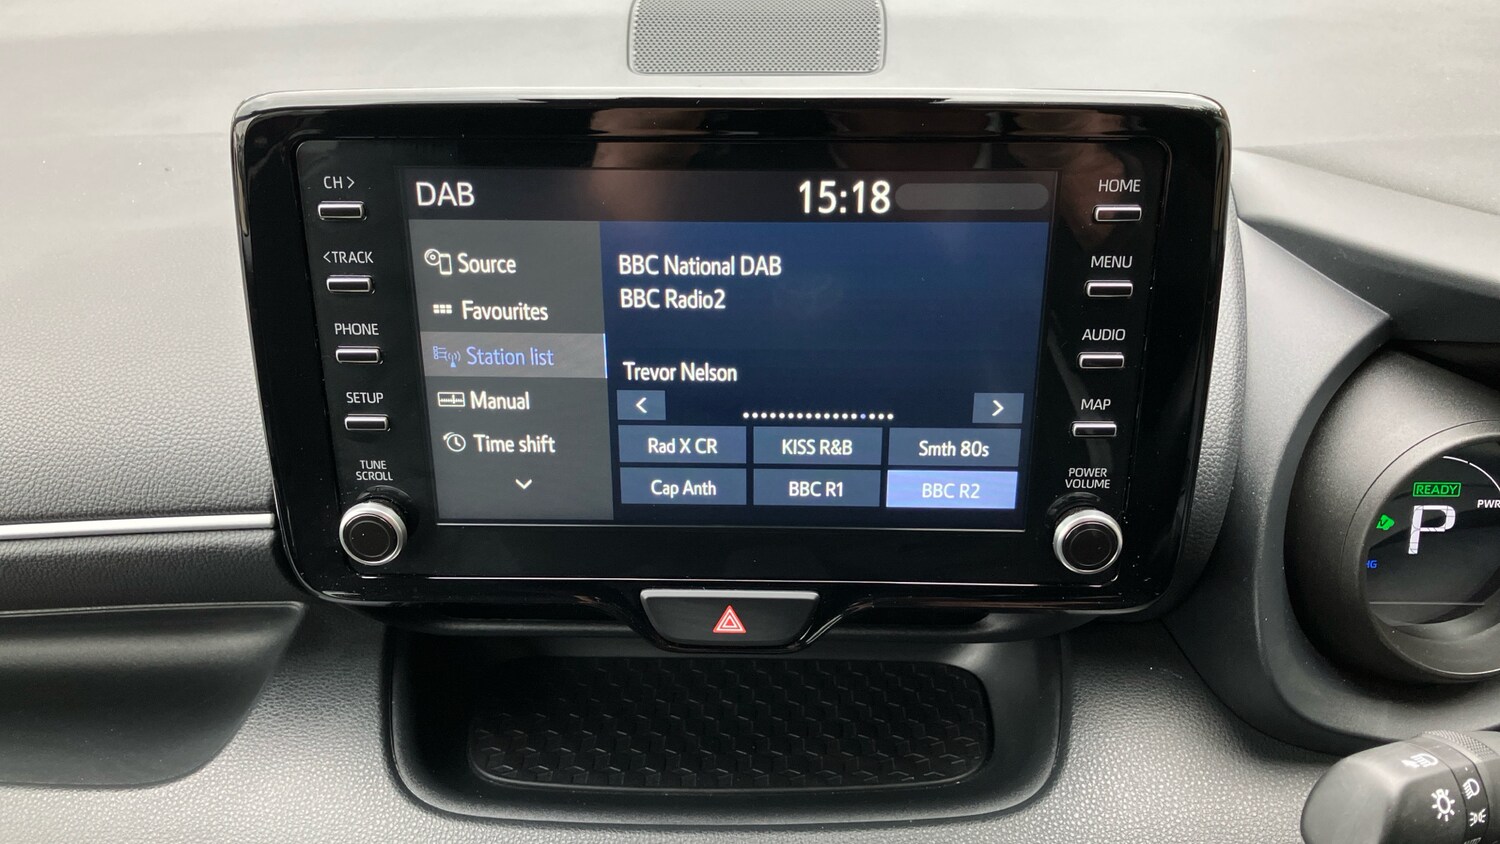 CH>
<TRACK
PHONE
SETUP
TUNE
SCROLL
DAB
15:18
Source
Favourites
Station list
Manual
Time shift
BBC National DAB
BBC Radio2
Trevor Nelson
< >
Rad X CR KISS R&B Smth 80s
Cap Anth BBC R1 BBC R2
HOME
MENU
AUDIO
MAP
POWER
VOLUME
READY
PWR
P